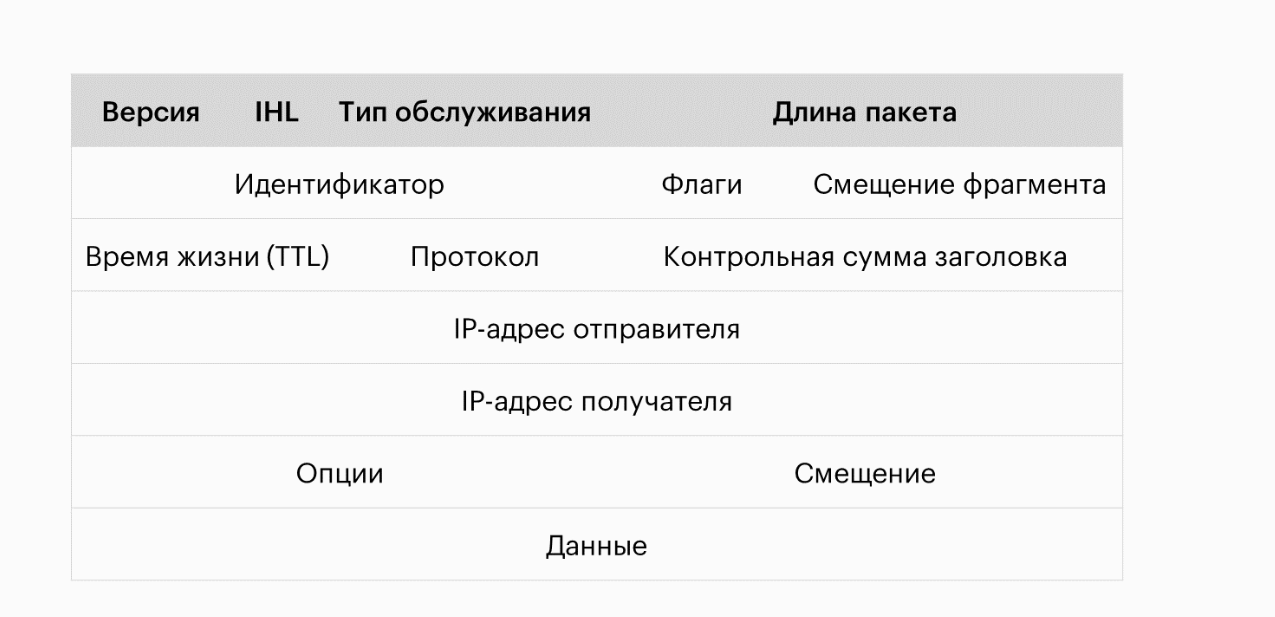 Версия IHL Тип обслуживания Длина пакета
Идентификатор Флаги Смещение фрагмента
Время жизни (TTL) Протокол Контрольная сумма заголовка
IP-адрес отправителя
IP-адрес получателя
Опции Смещение
Данные